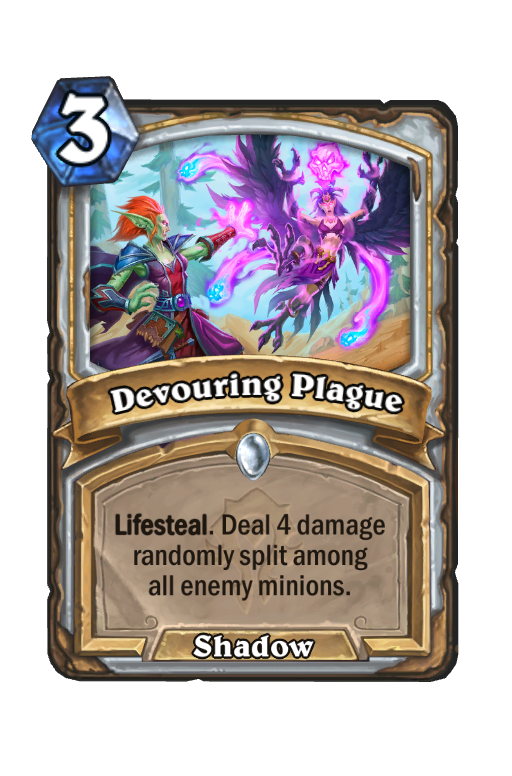 3
Devouring Plague
Lifesteal. Deal 4 damage
randomly split among
all enemy minions.
Shadow